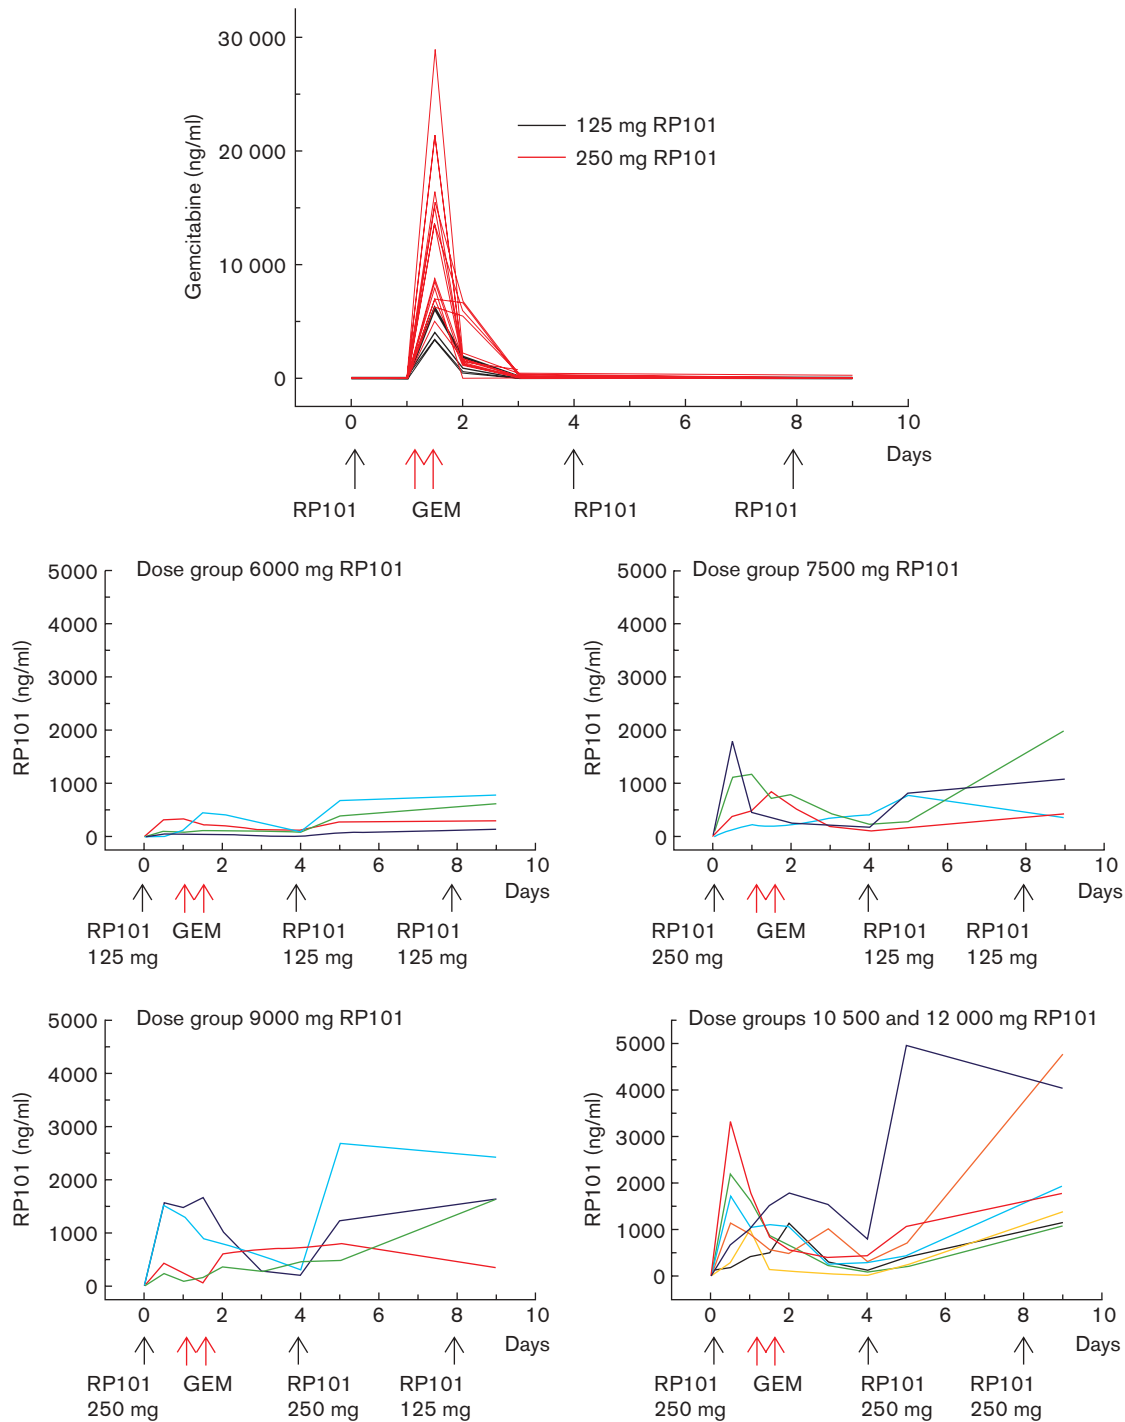 Gemcitabine (ng/ml)
30 000
20 000
10 000
0
125 mg RP101
250 mg RP101
0 2 4 6 8 10
Days
RP101 GEM RP101 RP101
Dose group 6000 mg RP101
RP101 (ng/ml)
5000
4000
3000
2000
1000
0
0 2 4 6 8 10
Days
RP101 GEM RP101 RP101
125 mg 125 mg 125 mg
Dose group 7500 mg RP101
RP101 (ng/ml)
5000
4000
3000
2000
1000
0
0 2 4 6 8 10
Days
RP101 GEM RP101 RP101
250 mg 125 mg 125 mg
Dose group 9000 mg RP101
RP101 (ng/ml)
5000
4000
3000
2000
1000
0
0 2 4 6 8 10
Days
RP101 GEM RP101 RP101
250 mg 250 mg 125 mg
Dose groups 10 500 and 12 000 mg RP101
RP101 (ng/ml)
5000
4000
3000
2000
1000
0
0 2 4 6 8 10
Days
RP101 GEM RP101 RP101
250 mg 250 mg 250 mg